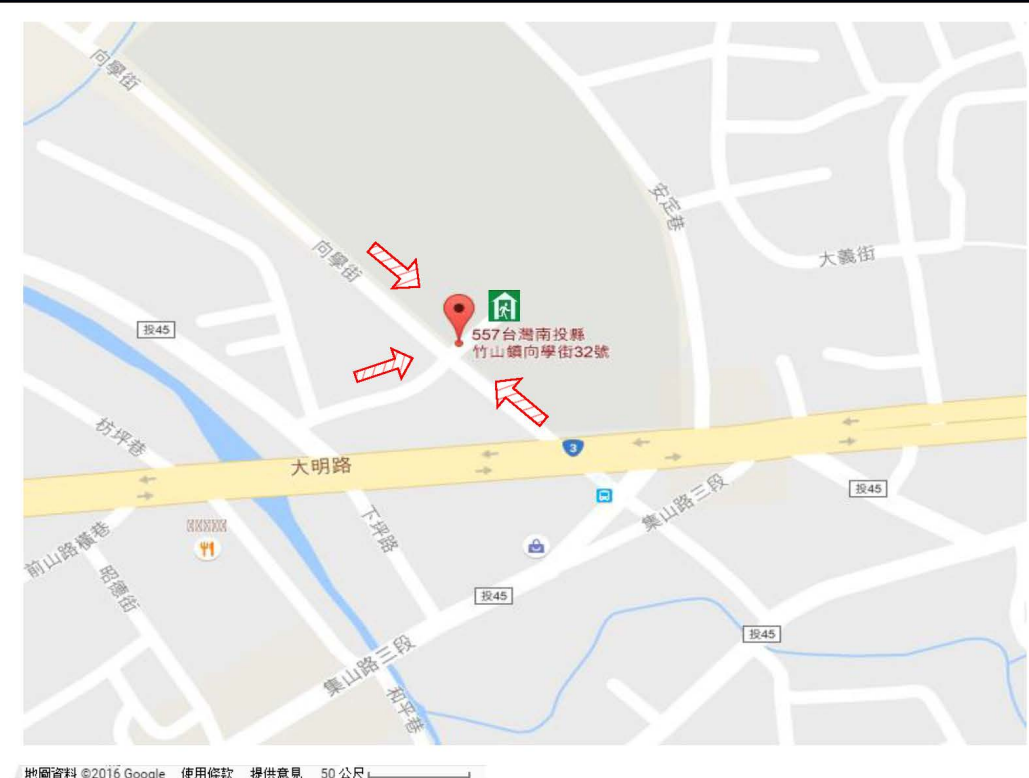 向學街
安定巷
向學街
大義街
投45
557台灣南投縣
竹山鎮向學街32號
枋坪巷
3
大明路
投45
集山路三段
下坪路
前山路橫巷
昭德街
投45
投45
集山路三段
和平巷
地圖資料 ©2016 Google 使用條款 提供意見 50 公尺